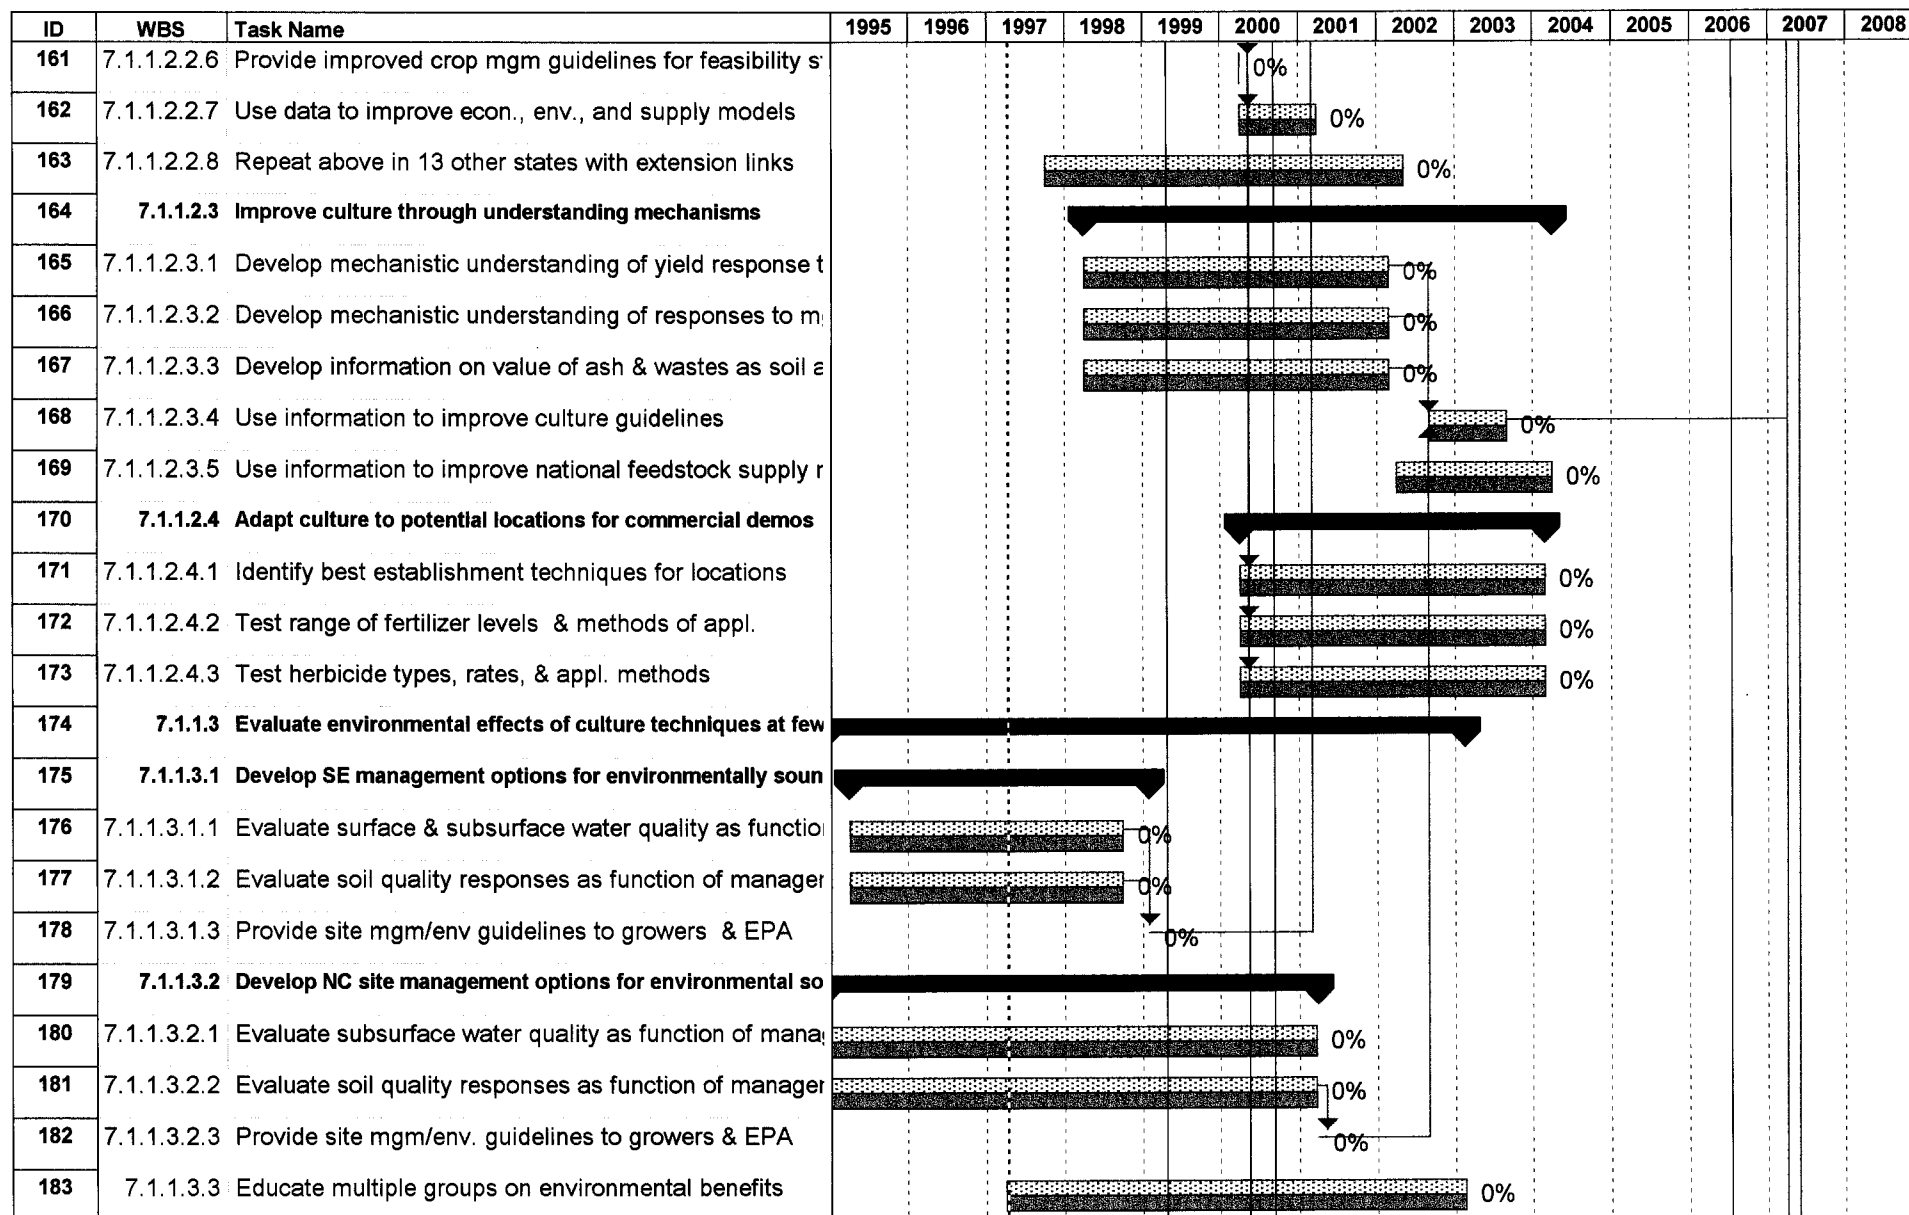 ID WBS Task Name 1995 1996 1997 1998 1999 2000 2001 2002 2003 2004 2005 2006 2007 2008
161 7.1.1.2.2.6 Provide improved crop mgm guidelines for feasibility 0%
162 7.1.1.2.2.7 Use data to improve econ., env., and supply models 0%
163 7.1.1.2.2.8 Repeat above in 13 other states with extension links 0%
164 7.1.1.2.3 Improve culture through understanding mechanisms
165 7.1.1.2.3.1 Develop mechanistic understanding of yield response t 0%
166 7.1.1.2.3.2 Develop mechanistic understanding of responses to m 0%
167 7.1.1.2.3.3 Develop information on value of ash & wastes as soil a 0%
168 7.1.1.2.3.4 Use information to improve culture guidelines 0%
169 7.1.1.2.3.5 Use information to improve national feedstock supply 0%
170 7.1.1.2.4 Adapt culture to potential locations for commercial demos
171 7.1.1.2.4.1 Identify best establishment techniques for locations 0%
172 7.1.1.2.4.2 Test range of fertilizer levels & methods of appl. 0%
173 7.1.1.2.4.3 Test herbicide types, rates, & appl. methods 0%
174 7.1.1.3 Evaluate environmental effects of culture techniques at few
175 7.1.1.3.1 Develop SE management options for environmentally soun
176 7.1.1.3.1.1 Evaluate surface & subsurface water quality as functio 0%
177 7.1.1.3.1.2 Evaluate soil quality responses as function of manager 0%
178 7.1.1.3.1.3 Provide site mgm/env guidelines to growers & EPA 0%
179 7.1.1.3.2 Develop NC site management options for environmental so
180 7.1.1.3.2.1 Evaluate subsurface water quality as function of mana 0%
181 7.1.1.3.2.2 Evaluate soil quality responses as function of manager 0%
182 7.1.1.3.2.3 Provide site mgm/env. guidelines to growers & EPA 0%
183 7.1.1.3.3 Educate multiple groups on environmental benefits 0%